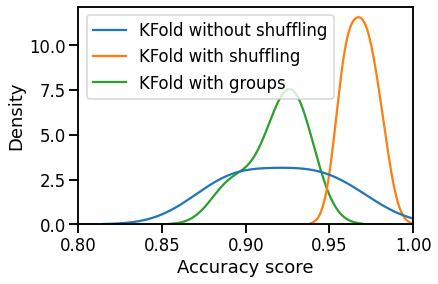 KFold without shuffling
KFold with shuffling
KFold with groups
Density
10.0
7.5
5.0
2.5
0.0
0.80 0.85 0.90 0.95 1.00
Accuracy score